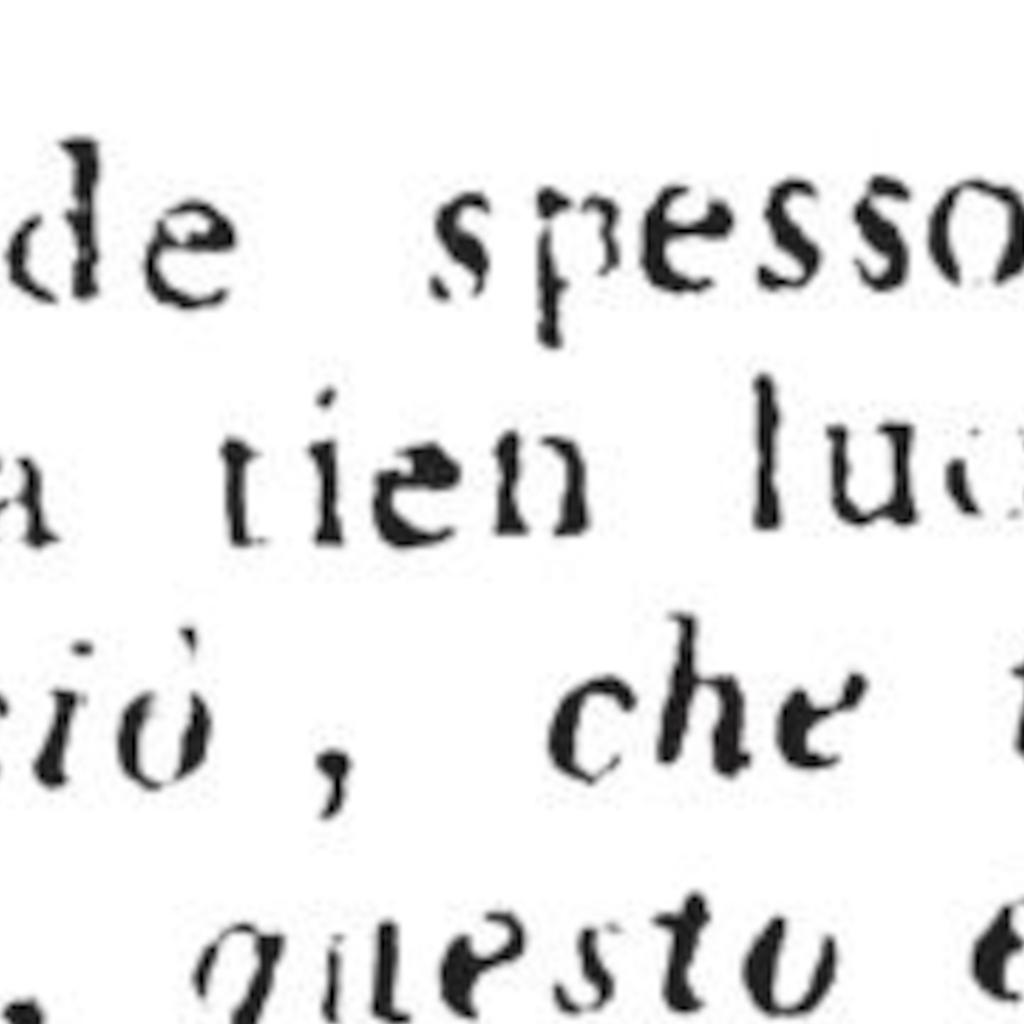 de spesso
a tien
ciò, che
questo